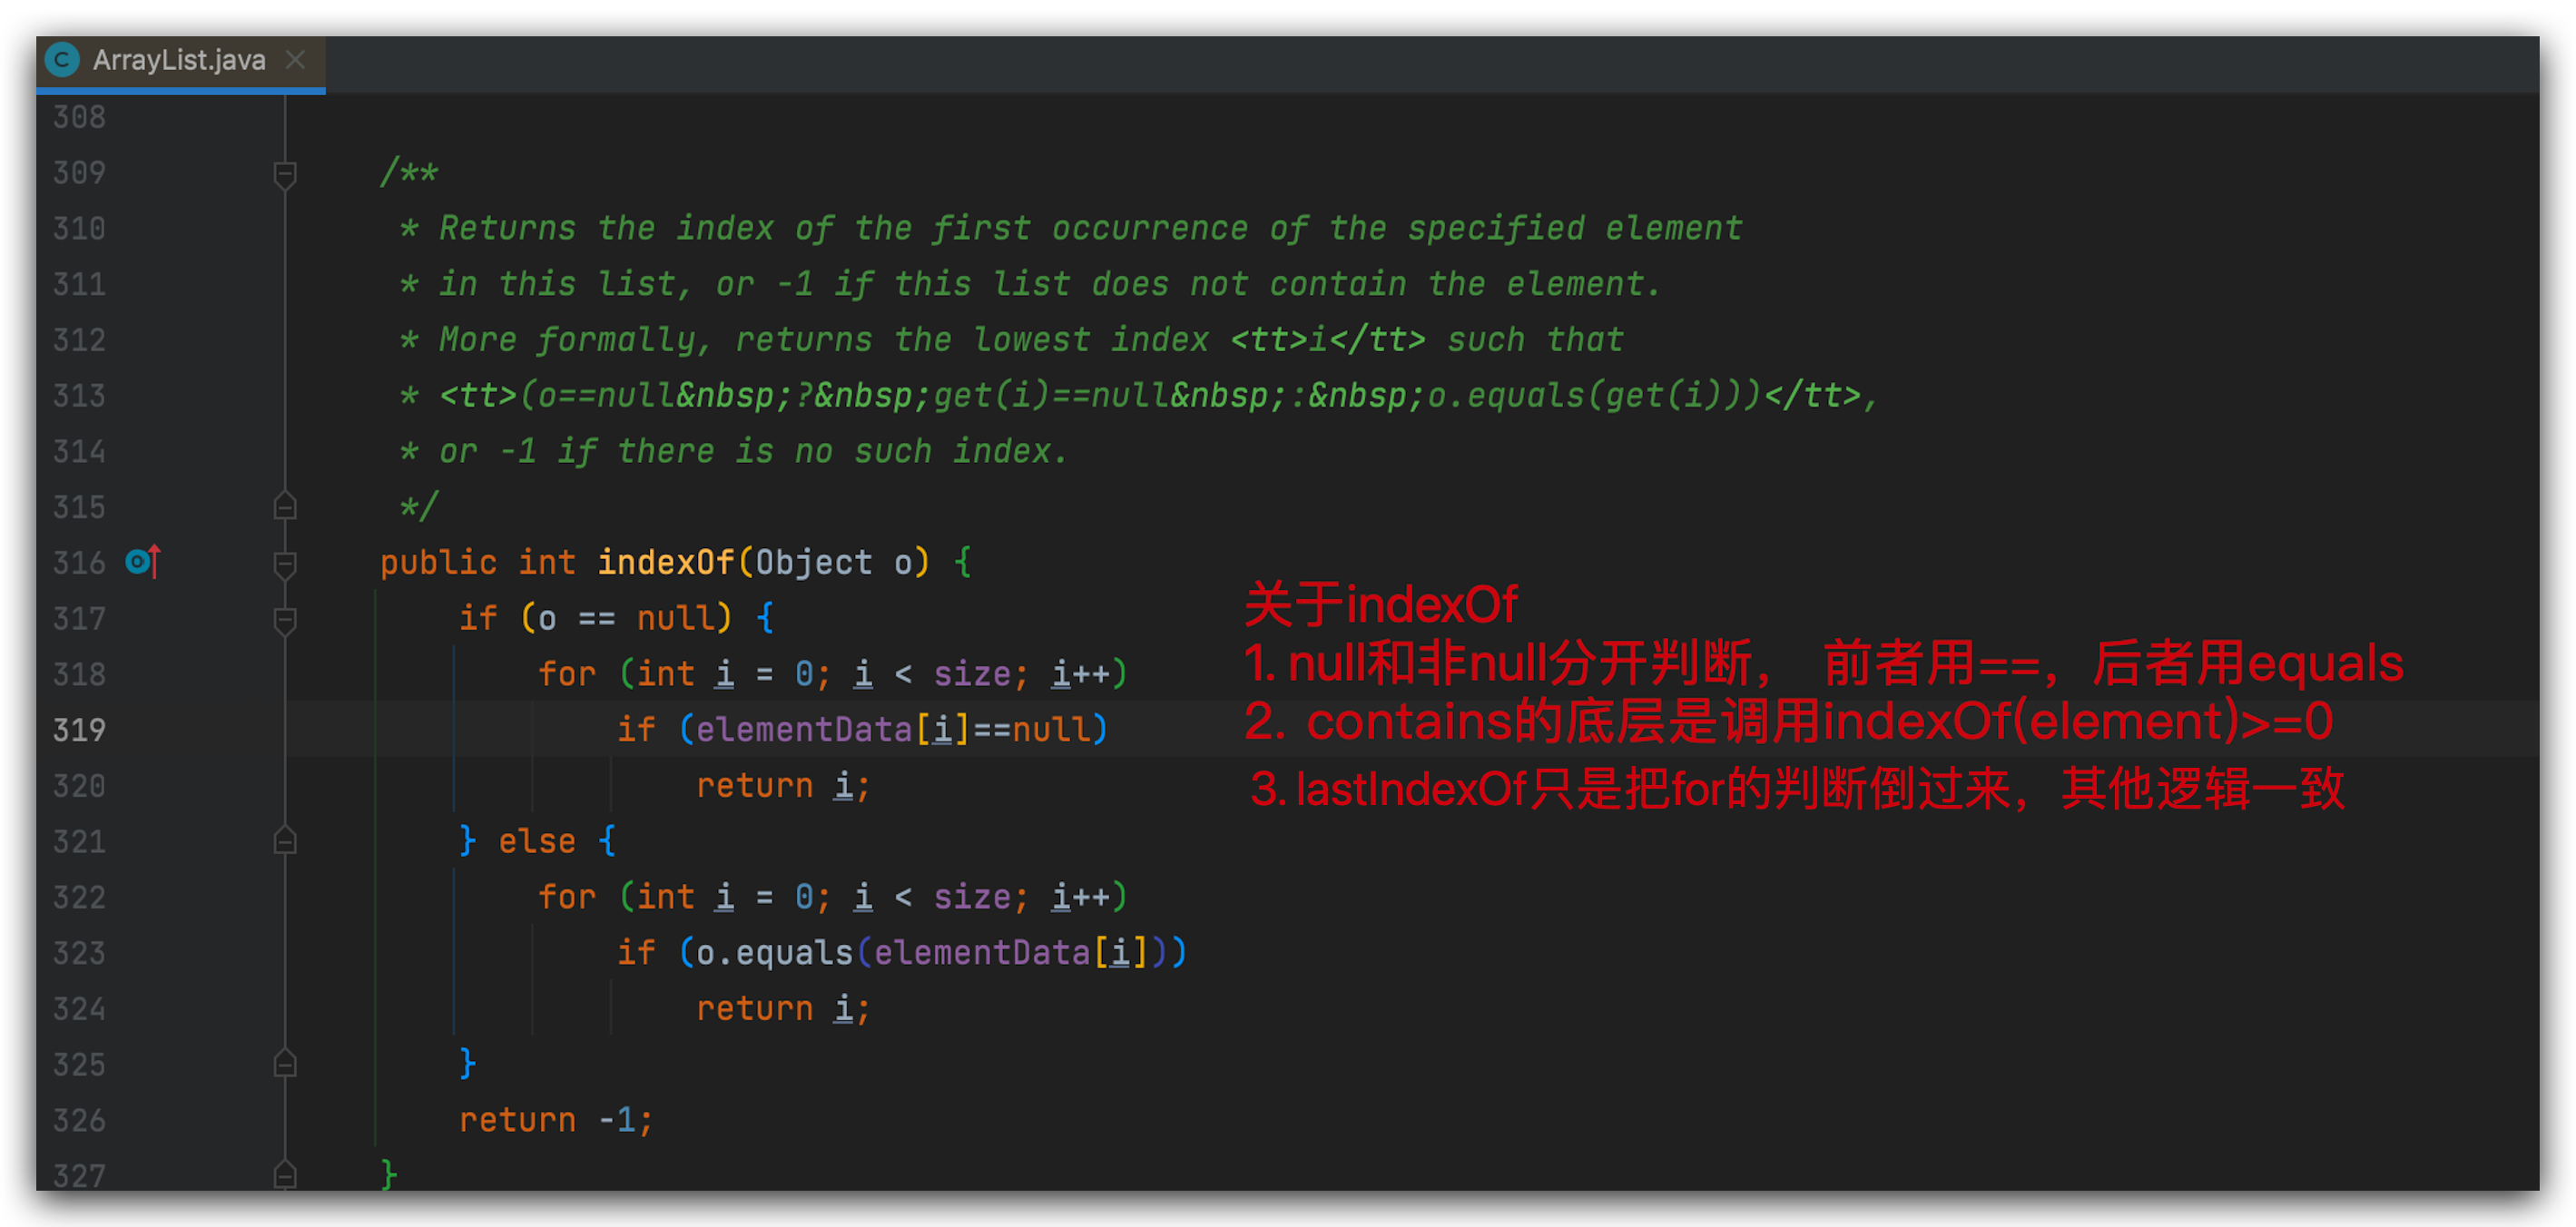 ArrayList.java
308
309 /**
310 * Returns the index of the first occurrence of the specified element
311 * in this list, or -1 if this list does not contain the element.
312 * More formally, returns the lowest index <tt>i</tt> such that
313 * <tt>(o==null&nbsp;?&nbsp;get(i)==null&nbsp;:&nbsp;o.equals(get(i)))</tt>,
314 * or -1 if there is no such index.
315 */
316 public int indexOf(Object o) {
关于indexOf
317 if (o == null) {
1. null和非null分开判断， 前者用==，后者用equals
318 for (int i = 0; i < size; i++)
2. contains的底层是调用indexOf(element)>=0
319 if (elementData[i]==null)
3. lastIndexOf只是把for的判断倒过来，其他逻辑一致
320 return i;
321 } else {
322 for (int i = 0; i < size; i++)
323 if (o.equals(elementData[i]))
324 return i;
325 }
326 return -1;
327 }